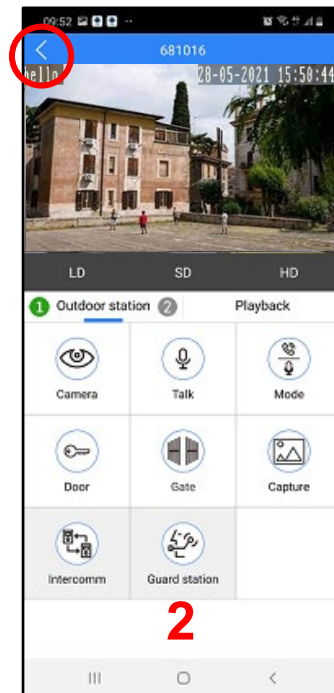 09:52
681016
hello
28-05-2021 15:50:44
LD SD HD
1 Outdoor station 2 Playback
Camera Talk Mode
Door Gate Capture
Intercomm Guard station
2